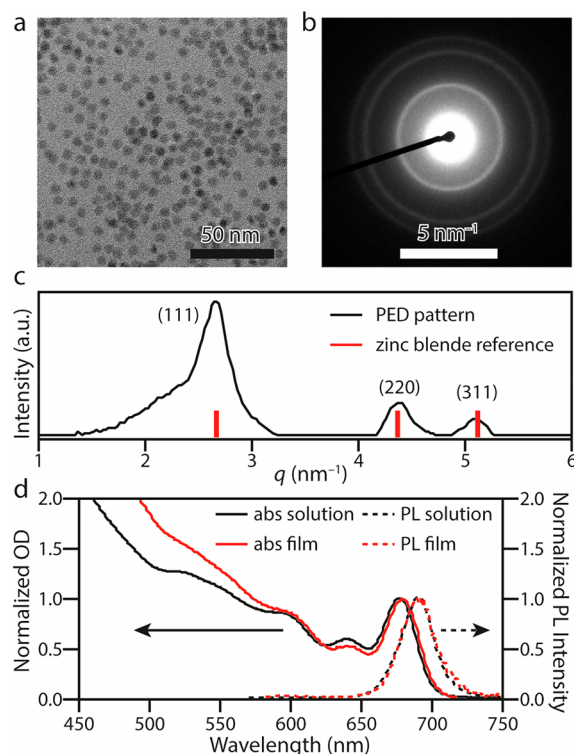 a
b
50 nm
5 nm⁻¹
c
Intensity (a.u.)
(111)
PED pattern
zinc blende reference
(220)
(311)
1
2
3
4
5
6
q (nm⁻¹)
d
Normalized OD
2.0
1.5
1.0
0.5
0.0
abs solution
PL solution
abs film
PL film
2.0
1.5
1.0
0.5
0.0
Normalized PL Intensity
450
500
550
600
650
700
750
Wavelength (nm)